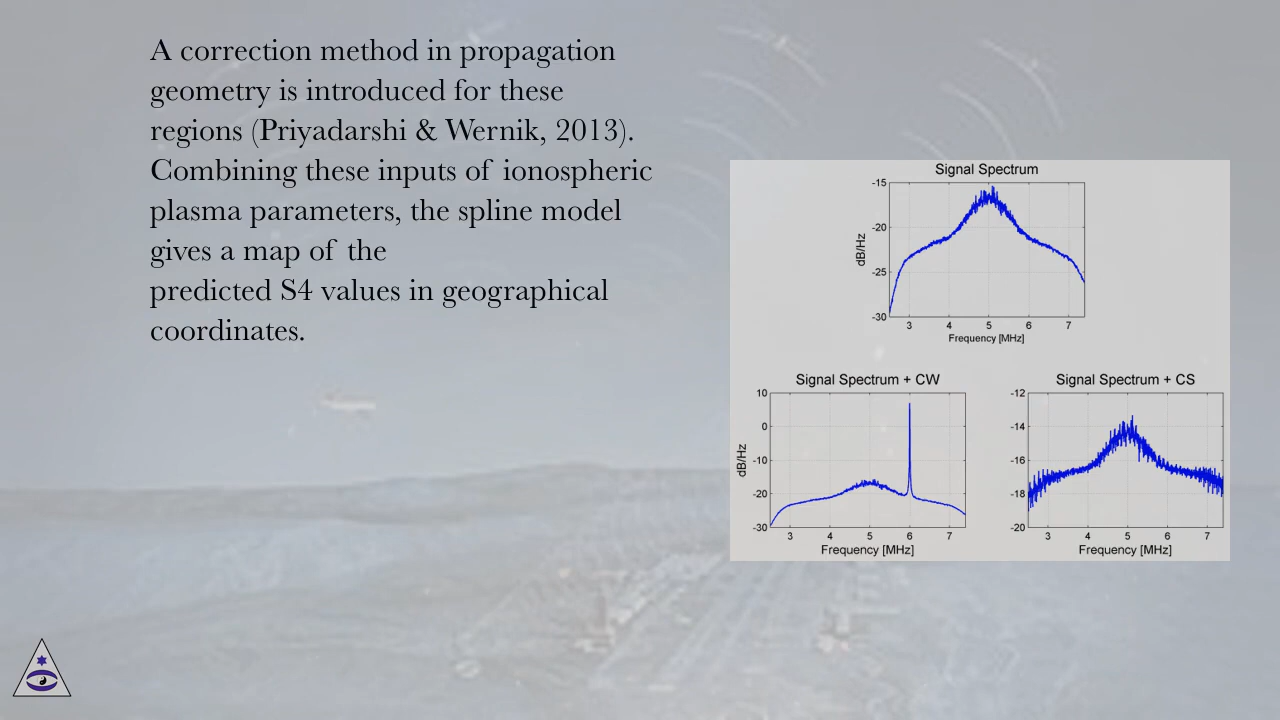 A correction method in propagation
geometry is introduced for these
regions (Priyadarshi & Wernik, 2013).
Combining these inputs of ionospheric
plasma parameters, the spline model
gives a map of the
predicted S4 values in geographical
coordinates.
Signal Spectrum
-15
-20
-25
-30
dB/Hz
3 4 5 6 7
Frequency [MHz]
Signal Spectrum + CW
10
0
-10
-20
-30
dB/Hz
3 4 5 6 7
Frequency [MHz]
Signal Spectrum + CS
-12
-14
-16
-18
-20
3 4 5 6 7
Frequency [MHz]